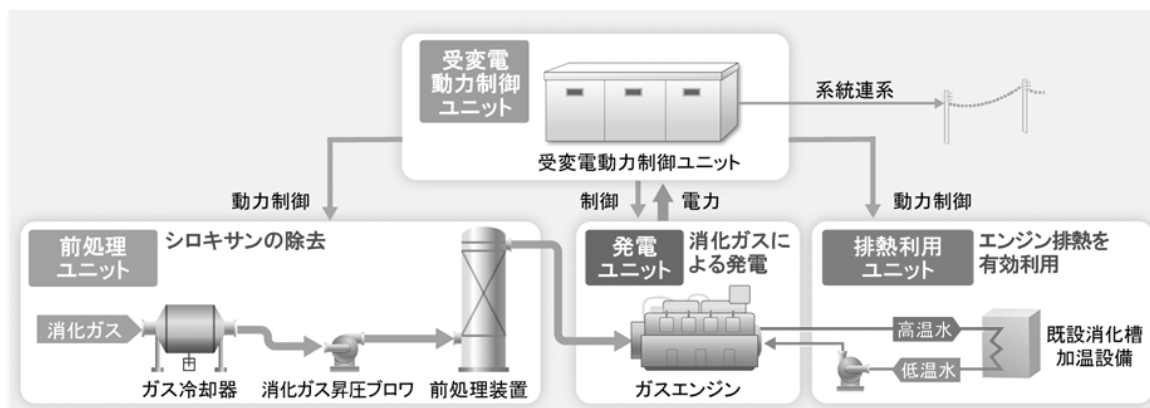 受変電
動力制御
ユニット
系統連系
受変電動力制御ユニット
動力制御
制御
電力
動力制御
前処理
ユニット
シロキサンの除去
消化ガス
ガス冷却器
消化ガス昇圧ブロワ
前処理装置
発電
ユニット
消化ガスに
よる発電
ガスエンジン
排熱利用
ユニット
エンジン排熱を
有効利用
高温水
低温水
既設消化槽
加温設備